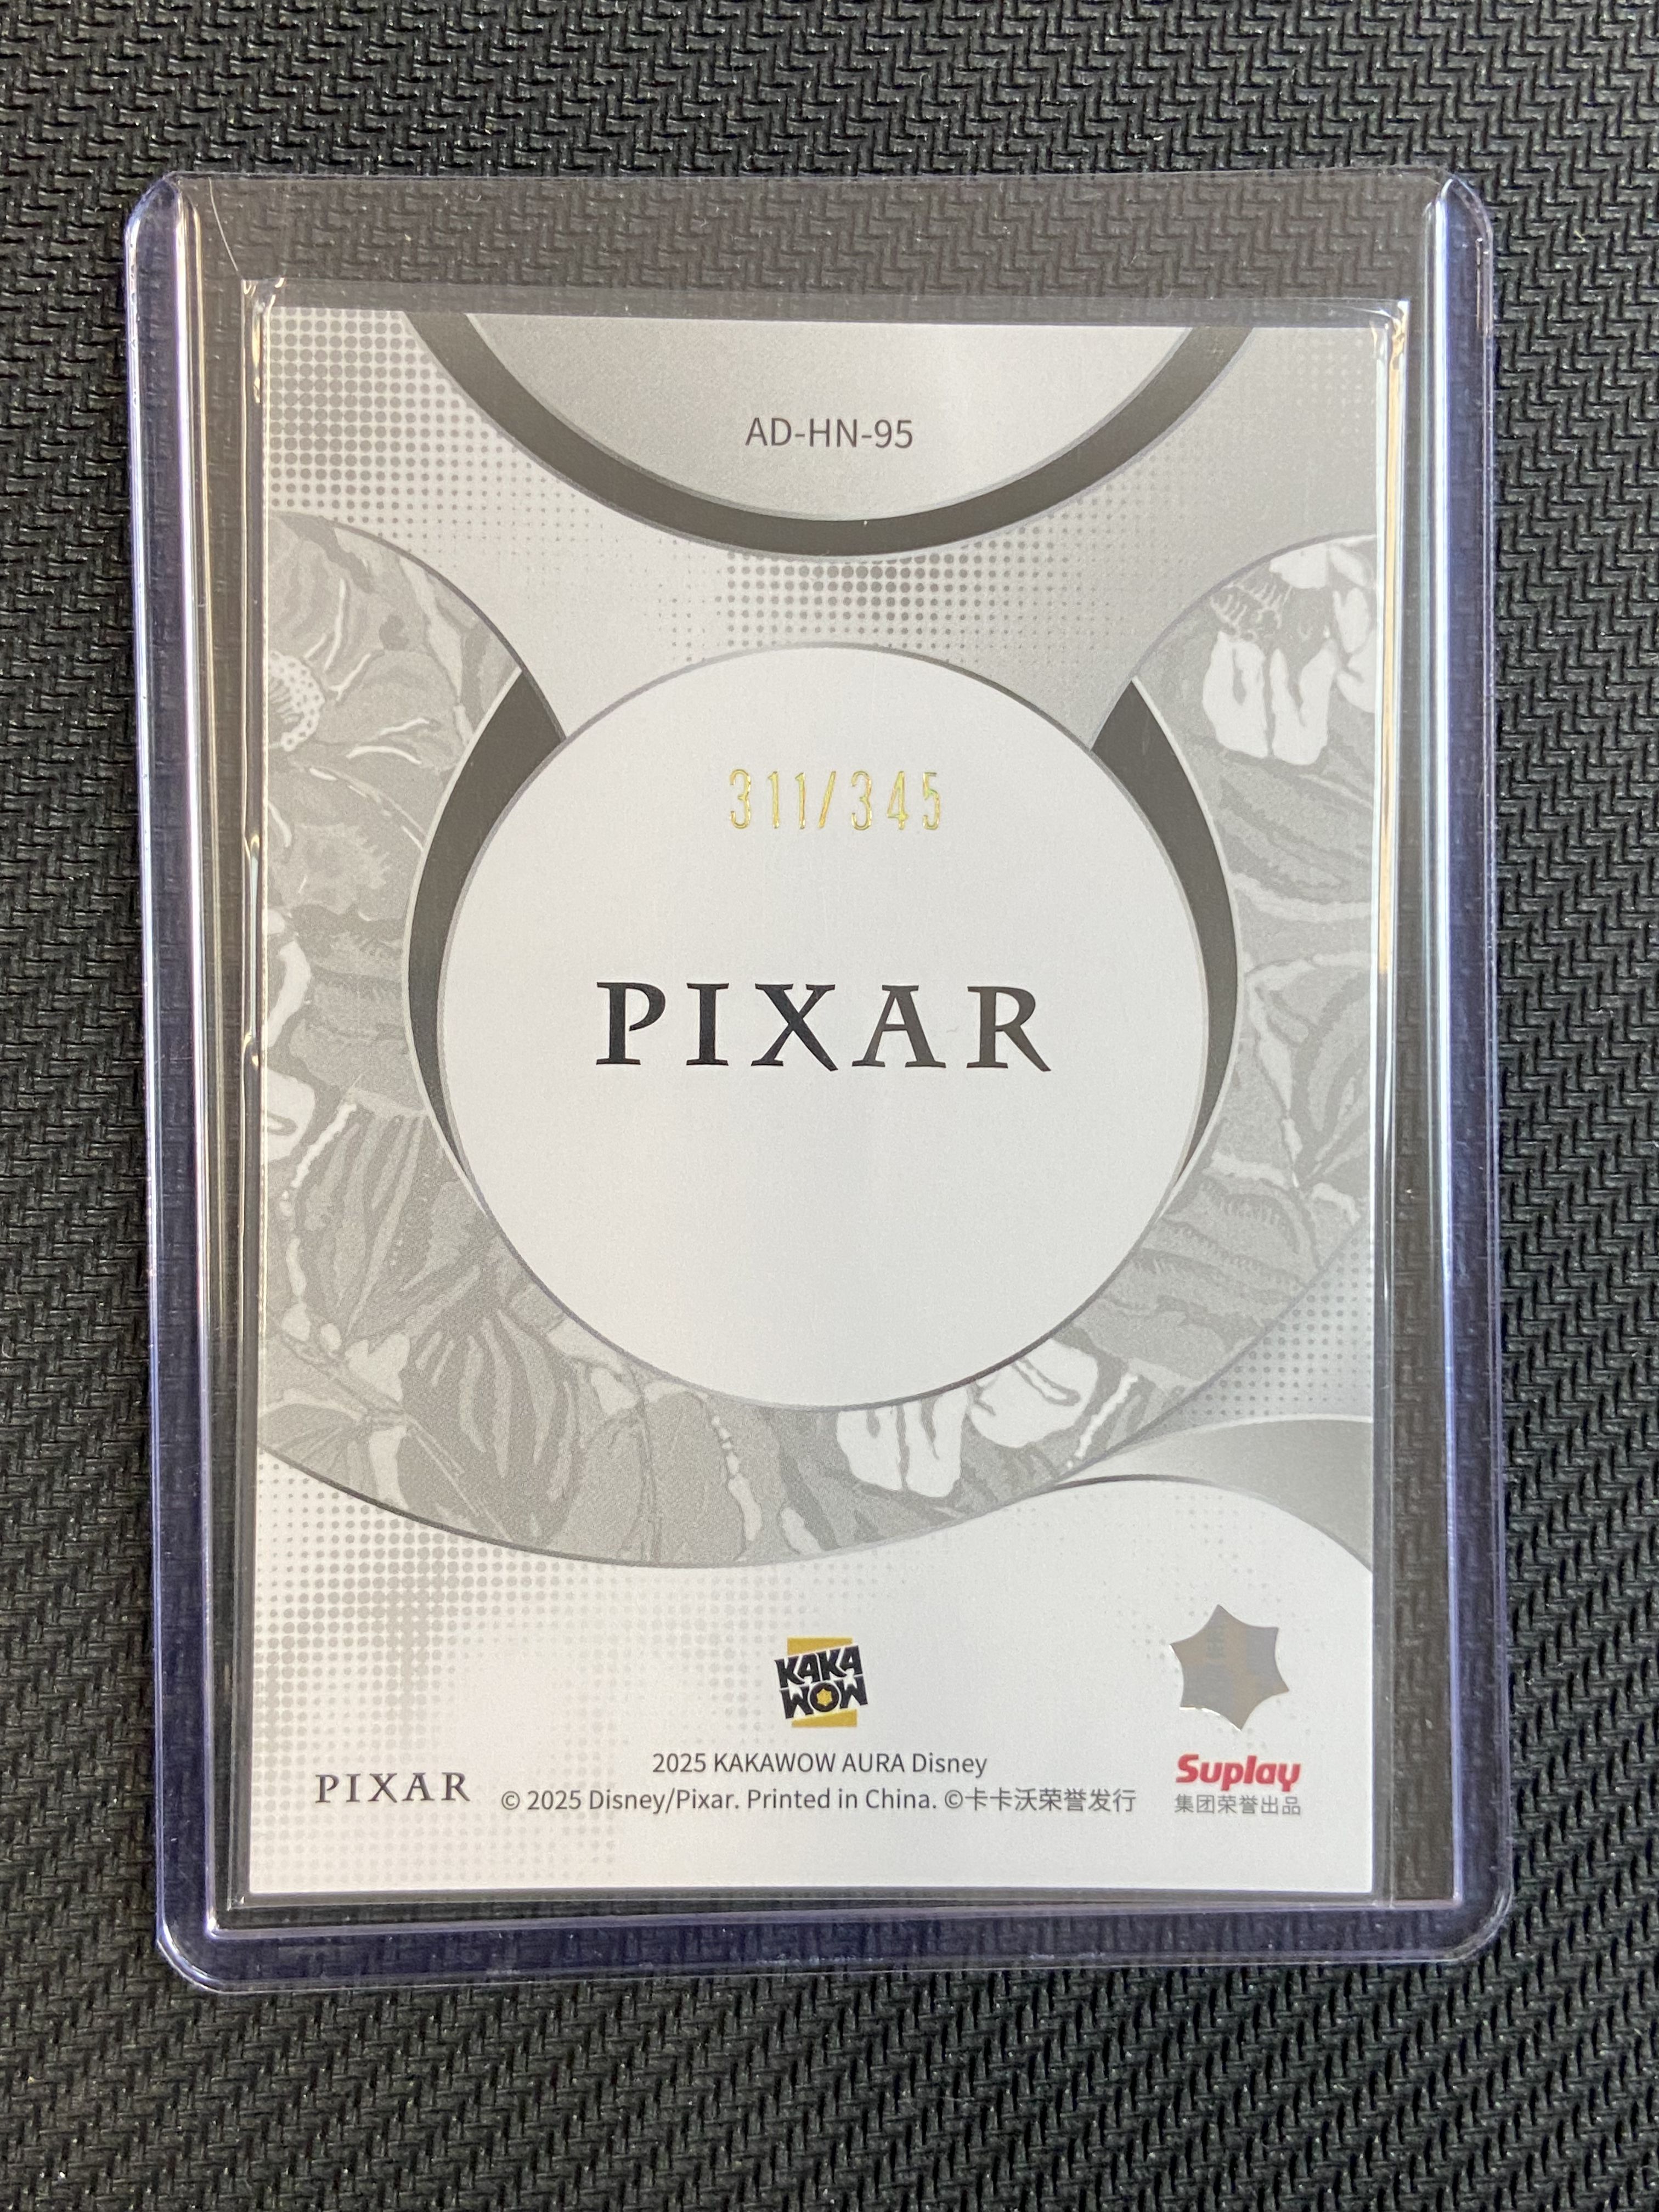 AD-HN-95
311/345
PIXAR
KAKA
WOW
2025 KAKAWOW AURA Disney
PIXAR
© 2025 Disney/Pixar. Printed in China. ©卡卡沃荣誉发行
Suplay
集团荣誉出品